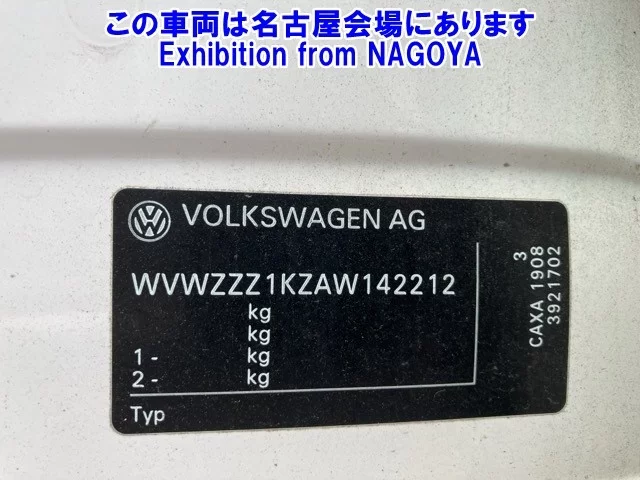 この車両は名古屋会場にあります
Exhibition from NAGOYA
VOLKSWAGEN AG
WVWZZZ1KZAW142212
kg
kg
1 - kg
2 - kg
Typ
3
CAXA 1908
3921702